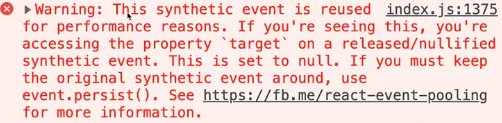 Warning: This synthetic event is reused index.js:1375
for performance reasons. If you're seeing this, you're
accessing the property `target` on a released/nullified
synthetic event. This is set to null. If you must keep
the original synthetic event around, use
event.persist(). See https://fb.me/react-event-pooling
for more information.